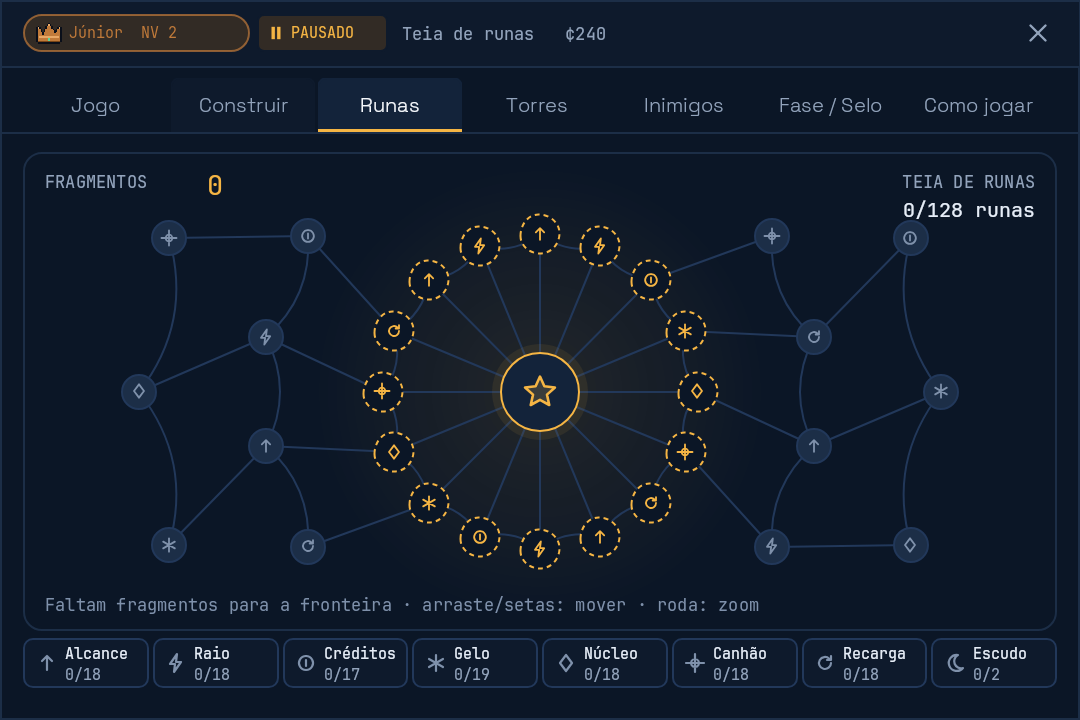 Júnior NV 2 PAUSADO Teia de runas ₵240
Jogo Construir Runas Torres Inimigos Fase / Selo Como jogar
FRAGMENTOS 0 TEIA DE RUNAS
0/128 runas
Faltam fragmentos para a fronteira · arraste/setas: mover · roda: zoom
Alcance Raio Créditos Gelo Núcleo Canhão Recarga Escudo
0/18 0/18 0/17 0/19 0/18 0/18 0/18 0/2